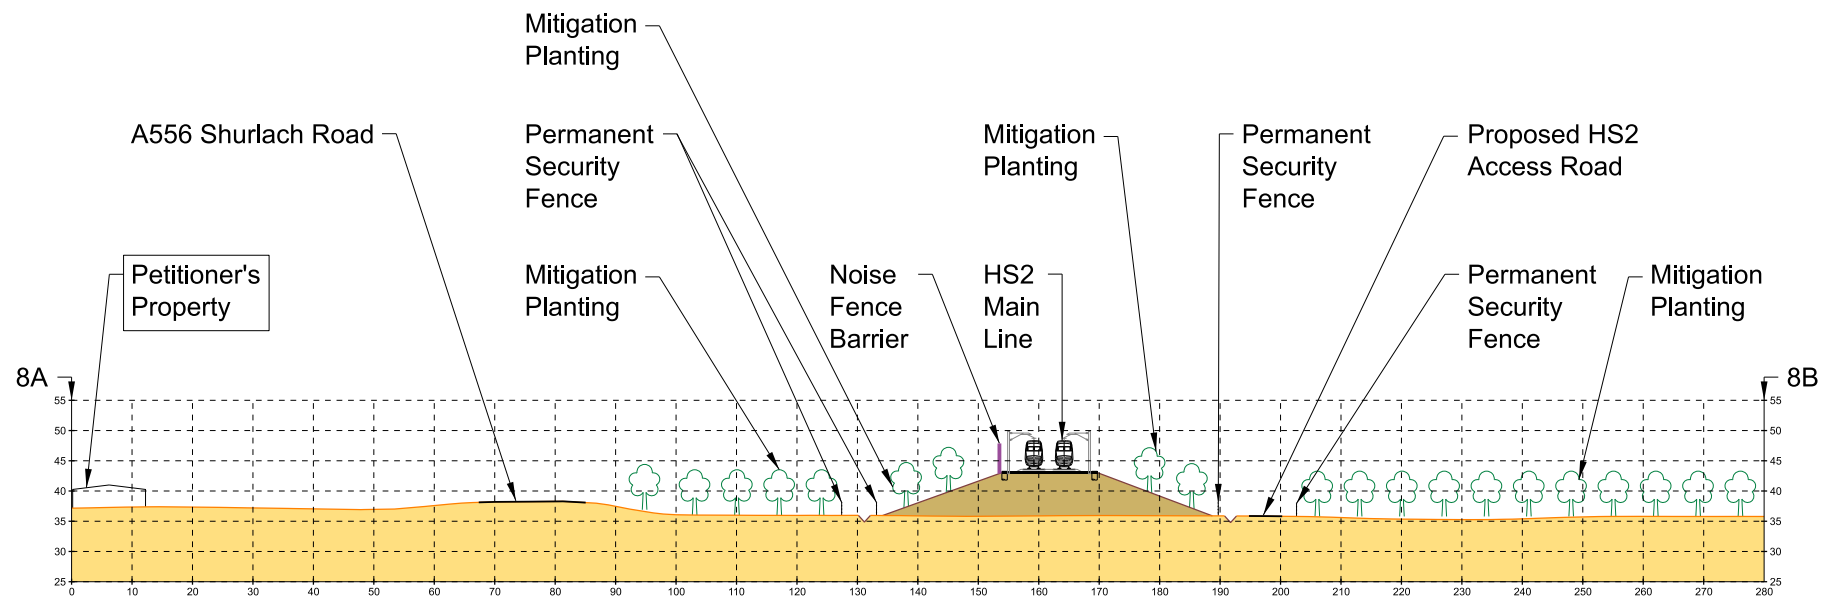 Mitigation
Planting
A556 Shurlach Road
Permanent
Security
Fence
Mitigation
Planting
Permanent
Security
Fence
Proposed HS2
Access Road
Petitioner's
Property
Mitigation
Planting
Noise
Fence
Barrier
HS2
Main
Line
Permanent
Security
Fence
Mitigation
Planting
8A
8B
55
50
45
40
35
30
25
55
50
45
40
35
30
25
0 10 20 30 40 50 60 70 80 90 100 110 120 130 140 150 160 170 180 190 200 210 220 230 240 250 260 270 280